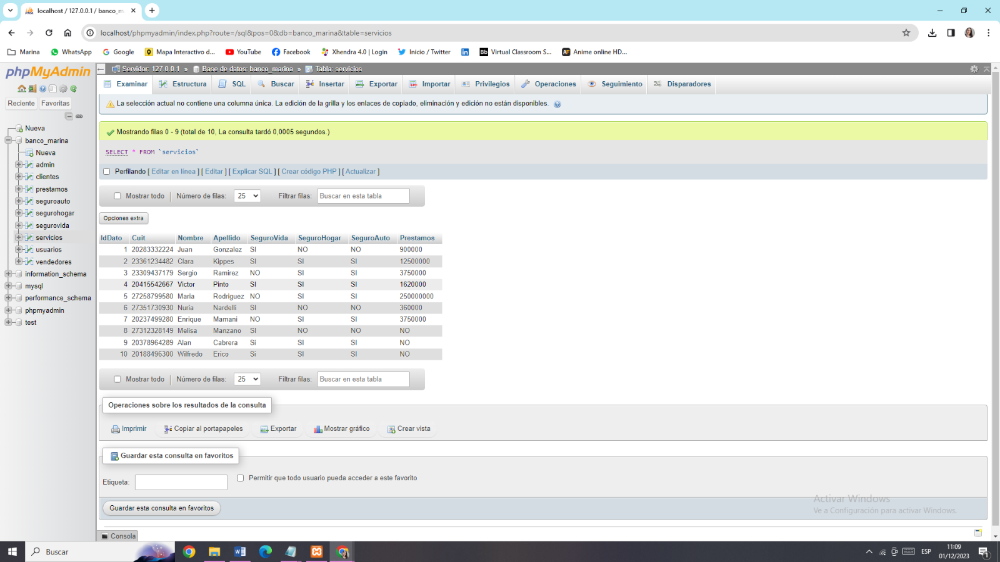 localhost / 127.0.0.1 / banco_m
localhost/phpmyadmin/index.php?route=/sql&pos=0&db=banco_marina&table=servicios
Marina WhatsApp Google Mapa Interactivo d... YouTube Facebook Xhendra 4.0 | Login Inicio / Twitter Virtual Classroom S... Anime online HD...
phpMyAdmin
Reciente Favoritas
Nueva
banco_marina
Nueva
admin
clientes
prestamos
seguroauto
segurohogar
segurovida
servicios
usuarios
vendedores
information_schema
mysql
performance_schema
phpmyadmin
test
Servidor: 127.0.0.1 » Base de datos: banco_marina » Tabla: servicios
Examinar Estructura SQL Buscar Insertar Exportar Importar Privilegios Operaciones Seguimiento Disparadores
La selección actual no contiene una columna única. La edición de la grilla y los enlaces de copiado, eliminación y edición no están disponibles.
Mostrando filas 0 - 9 (total de 10, La consulta tardó 0,0005 segundos.)
SELECT * FROM `servicios`
Perfilando [ Editar en línea ] [ Editar ] [ Explicar SQL ] [ Crear código PHP ] [ Actualizar ]
Mostrar todo Número de filas: 25 Filtrar filas: Buscar en esta tabla
Opciones extra
IdDato Cuit Nombre Apellido SeguroVida SeguroHogar SeguroAuto Prestamos
1 20283332224 Juan Gonzalez SI NO NO 900000
2 23361234482 Clara Kippes SI SI SI 12500000
3 23309437179 Sergio Ramirez NO SI SI 3750000
4 20415542667 Victor Pinto SI SI SI 1620000
5 27258799580 Maria Rodriguez NO SI SI 250000000
6 27351730930 Nuria Nardelli SI NO NO 360000
7 20237499280 Enrique Mamani NO SI SI 3750000
8 27312328149 Melisa Manzano SI NO NO NO
9 20378964289 Alan Cabrera Si SI SI NO
10 20188496300 Wilfredo Erico Si SI SI NO
Mostrar todo Número de filas: 25 Filtrar filas: Buscar en esta tabla
Operaciones sobre los resultados de la consulta
Imprimir Copiar al portapapeles Exportar Mostrar gráfico Crear vista
Guardar esta consulta en favoritos
Etiqueta: Permitir que todo usuario pueda acceder a este favorito
Guardar esta consulta en favoritos
Activar Windows
Ve a Configuración para activar Windows.
Consola
Buscar
ESP
11:09
01/12/2023
1